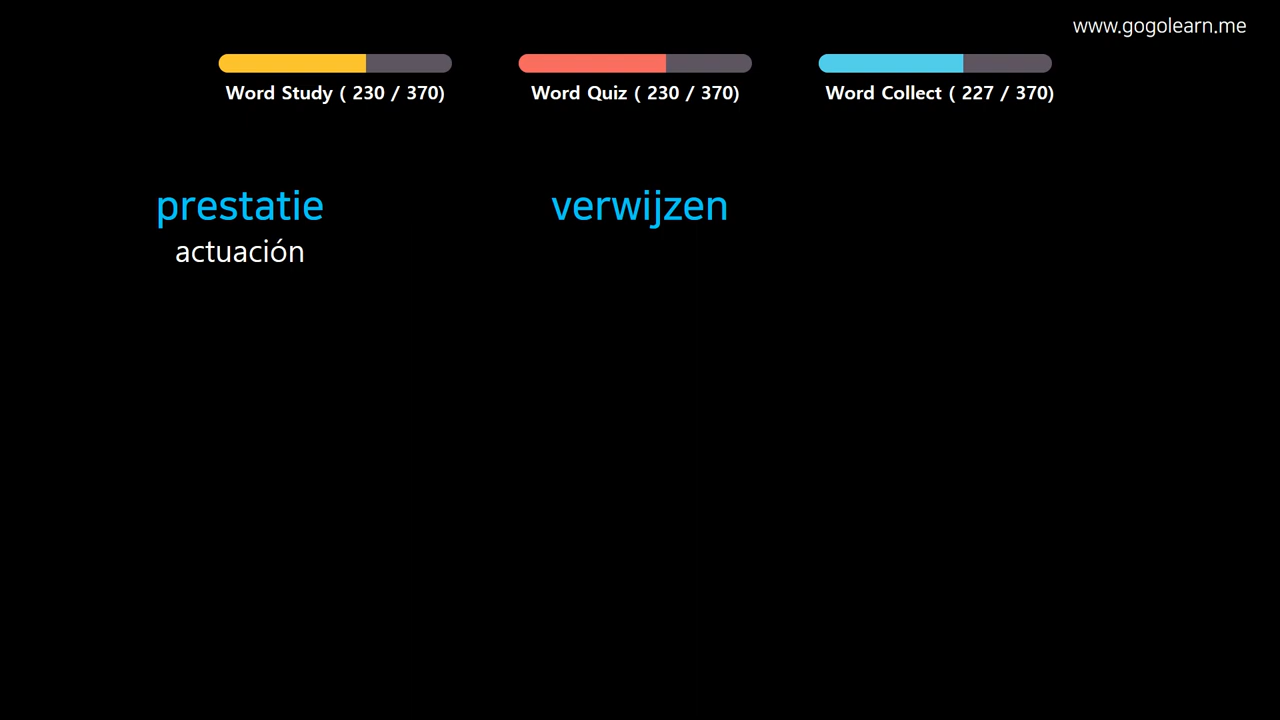 www.gogolearn.me
Word Study ( 230 / 370)
Word Quiz ( 230 / 370)
Word Collect ( 227 / 370)
prestatie
actuación
verwijzen